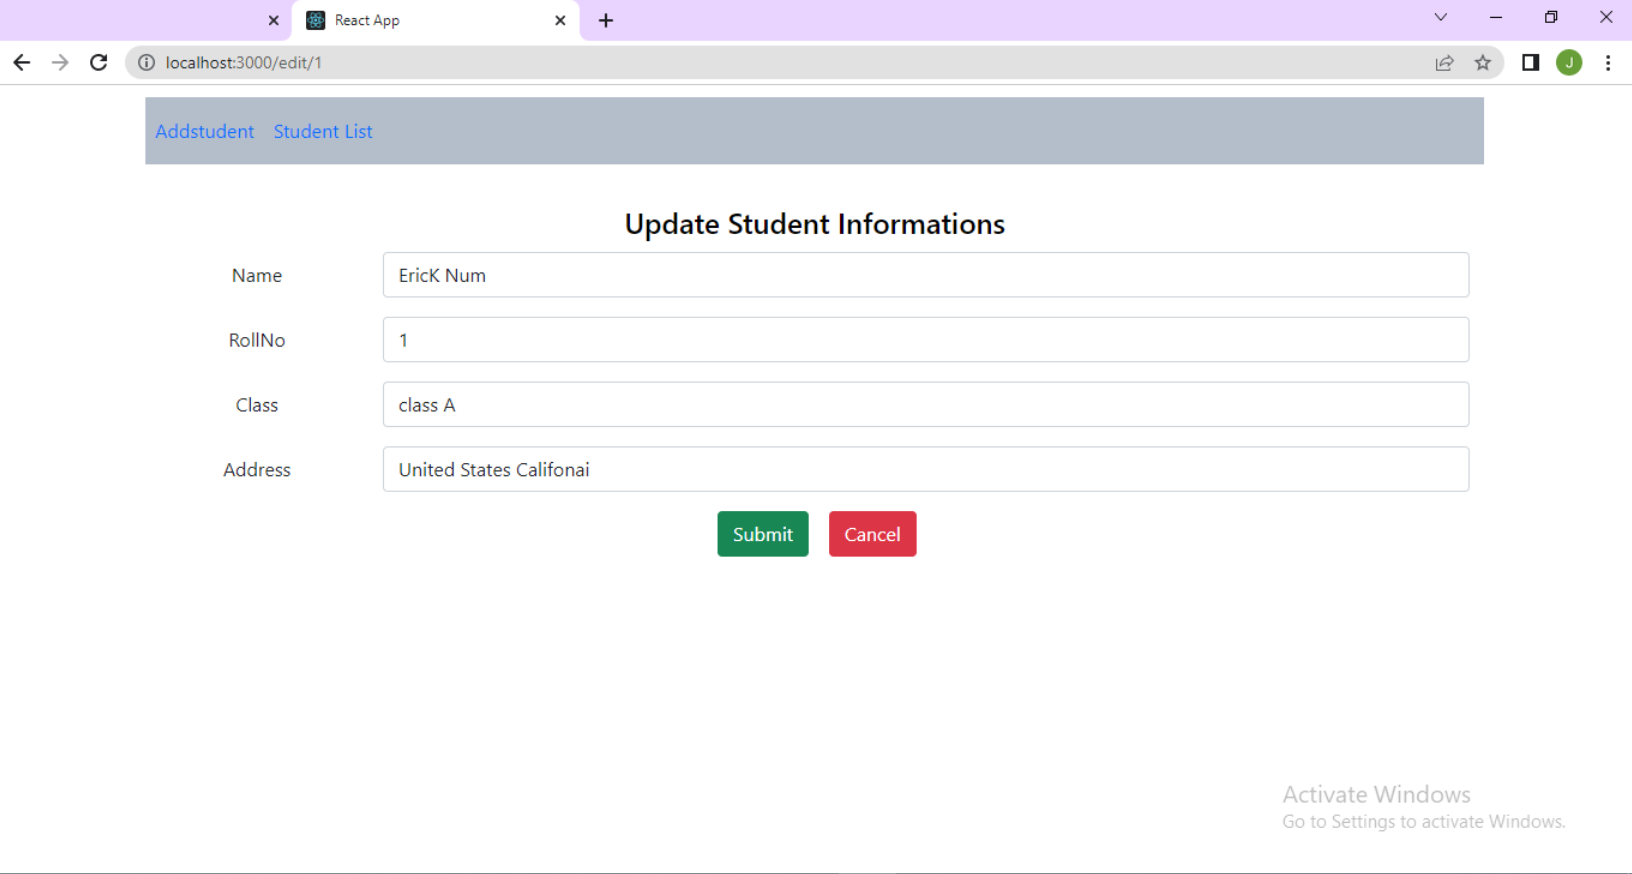 React App
localhost:3000/edit/1
J
Addstudent Student List
Update Student Informations
Name EricK Num
RollNo 1
Class class A
Address United States Califonai
Submit Cancel
Activate Windows
Go to Settings to activate Windows.